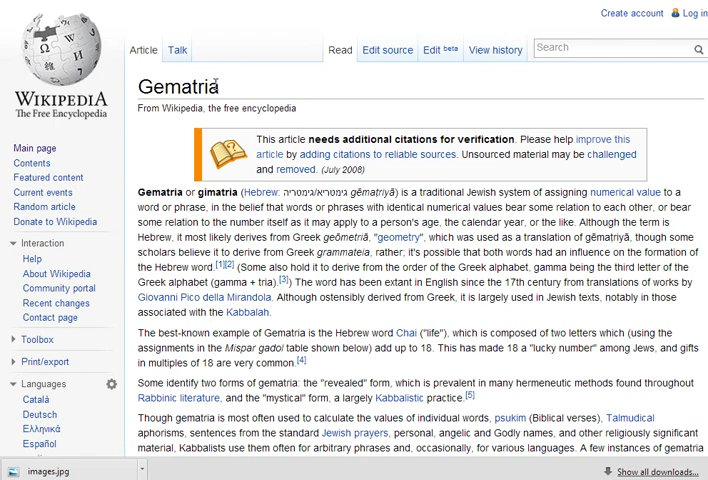 Create account Log in
Article Talk Read Edit source Edit beta View history Search
WIKIPEDIA
The Free Encyclopedia
Main page
Contents
Featured content
Current events
Random article
Donate to Wikipedia
Interaction
Help
About Wikipedia
Community portal
Recent changes
Contact page
Toolbox
Print/export
Languages
Català
Deutsch
Ελληνικά
Español
Gematria
From Wikipedia, the free encyclopedia
This article needs additional citations for verification. Please help improve this
article by adding citations to reliable sources. Unsourced material may be challenged
and removed. (July 2008)
Gematria or gimatria (Hebrew: גימטריא/גימטריה gēmaṭriyā) is a traditional Jewish system of assigning numerical value to a
word or phrase, in the belief that words or phrases with identical numerical values bear some relation to each other, or bear
some relation to the number itself as it may apply to a person's age, the calendar year, or the like. Although the term is
Hebrew, it most likely derives from Greek geōmetriā, "geometry", which was used as a translation of gēmaṭriyā, though some
scholars believe it to derive from Greek grammateia, rather; it's possible that both words had an influence on the formation of
the Hebrew word.[1][2] (Some also hold it to derive from the order of the Greek alphabet, gamma being the third letter of the
Greek alphabet (gamma + tria).[3]) The word has been extant in English since the 17th century from translations of works by
Giovanni Pico della Mirandola. Although ostensibly derived from Greek, it is largely used in Jewish texts, notably in those
associated with the Kabbalah.
The best-known example of Gematria is the Hebrew word Chai ("life"), which is composed of two letters which (using the
assignments in the Mispar gadol table shown below) add up to 18. This has made 18 a "lucky number" among Jews, and gifts
in multiples of 18 are very common.[4]
Some identify two forms of gematria: the "revealed" form, which is prevalent in many hermeneutic methods found throughout
Rabbinic literature, and the "mystical" form, a largely Kabbalistic practice.[5]
Though gematria is most often used to calculate the values of individual words, psukim (Biblical verses), Talmudical
aphorisms, sentences from the standard Jewish prayers, personal, angelic and Godly names, and other religiously significant
material, Kabbalists use them often for arbitrary phrases and, occasionally, for various languages. A few instances of gematria
images.jpg Show all downloads...